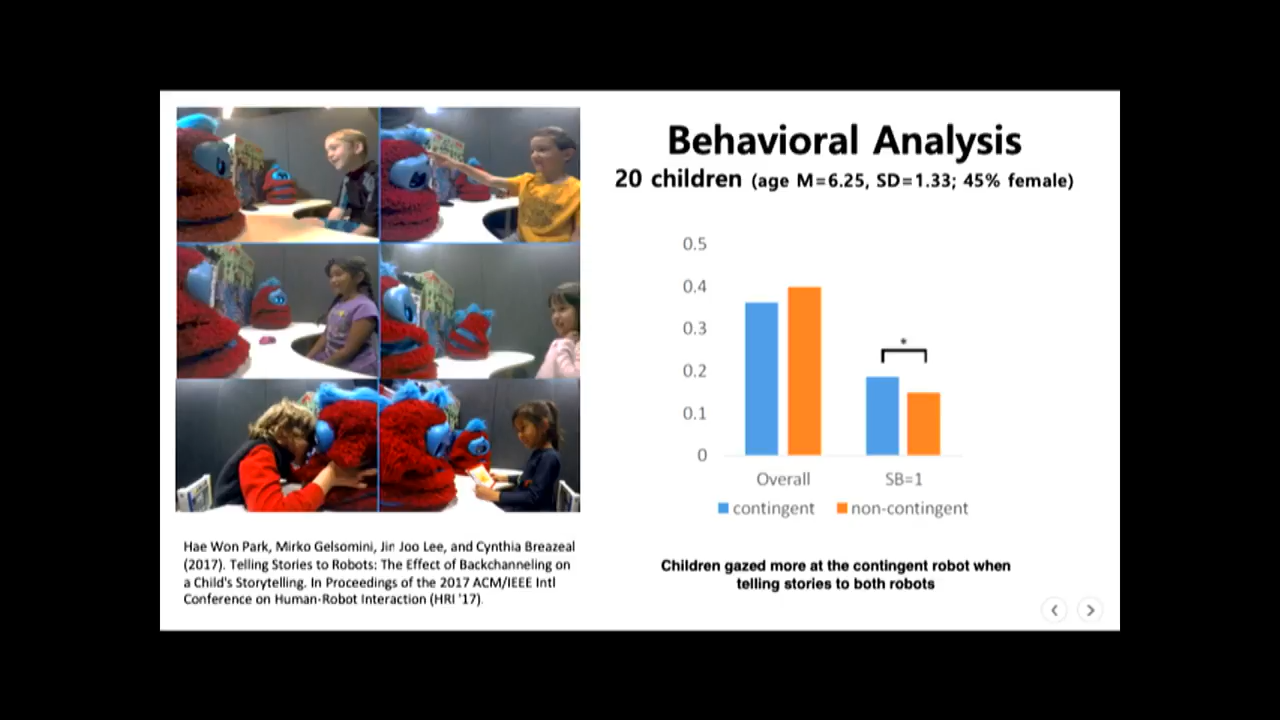 Behavioral Analysis
20 children (age M=6.25, SD=1.33; 45% female)
0.5
0.4
0.3
0.2
0.1
0
*
Overall
SB=1
contingent
non-contingent
Children gazed more at the contingent robot when
telling stories to both robots
Hae Won Park, Mirko Gelsomini, Jin Joo Lee, and Cynthia Breazeal
(2017). Telling Stories to Robots: The Effect of Backchanneling on
a Child's Storytelling. In Proceedings of the 2017 ACM/IEEE Intl
Conference on Human-Robot Interaction (HRI '17).